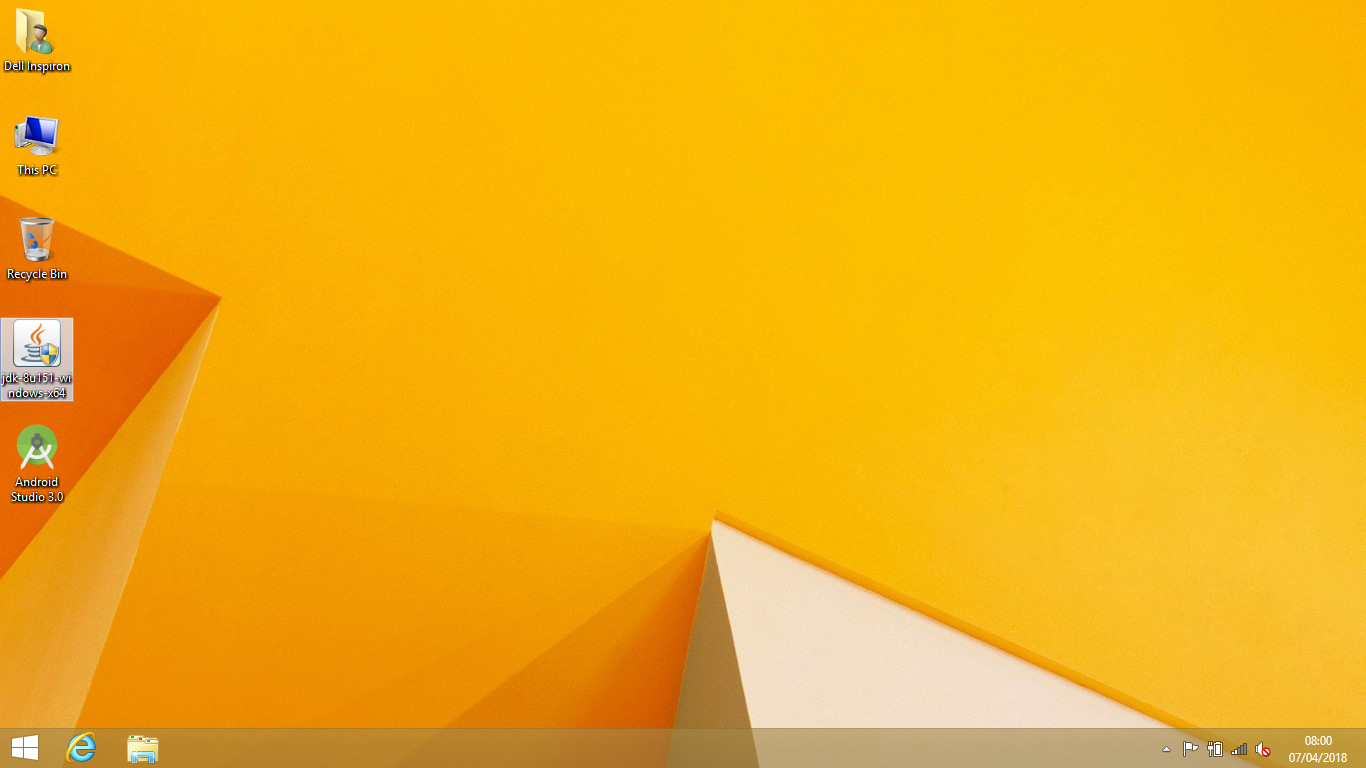 Dell Inspiron
This PC
Recycle Bin
jdk-8u151-wi
ndows-x64
Android
Studio 3.0
08:00
07/04/2018